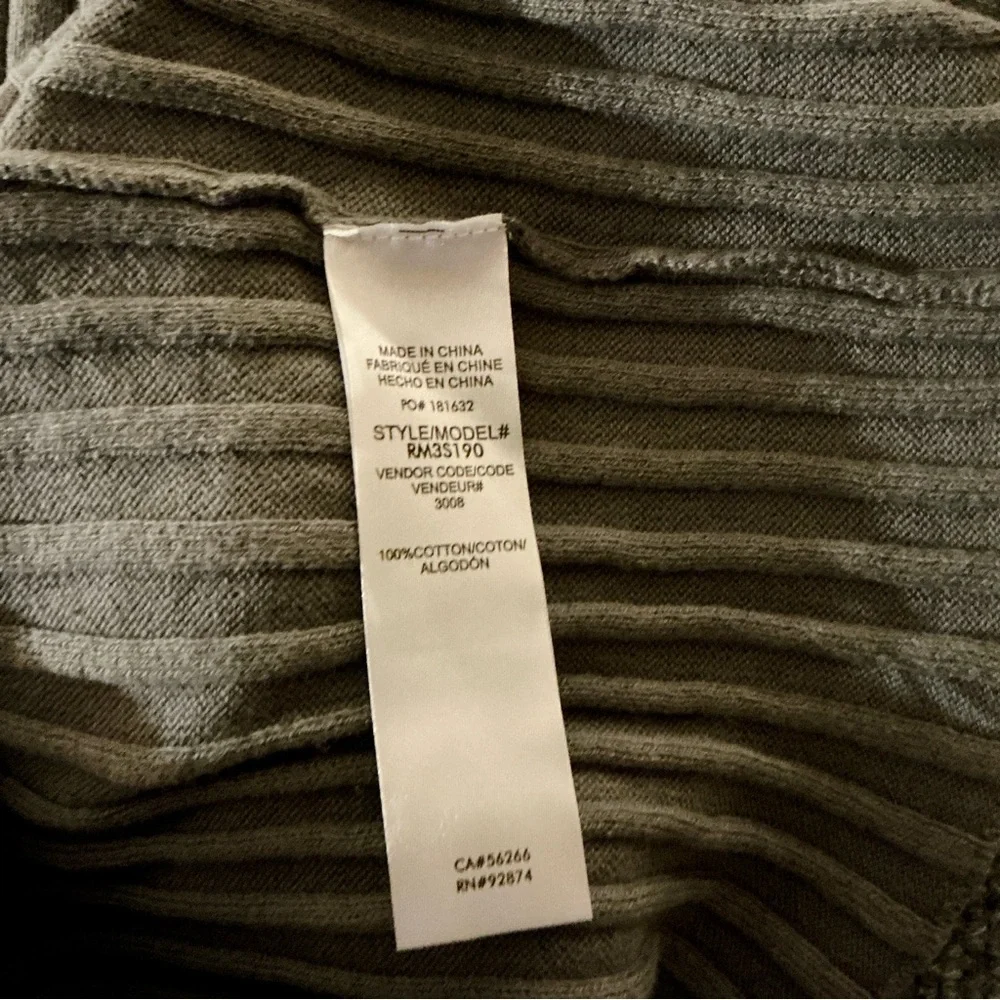 MADE IN CHINA
FABRIQUÉ EN CHINE
HECHO EN CHINA
PO# 181632
STYLE/MODEL#
RM3S190
VENDOR CODE/CODE
VENDEUR#
3008
100%COTTON/COTON/
ALGODÓN
CA#56266
RN#92874